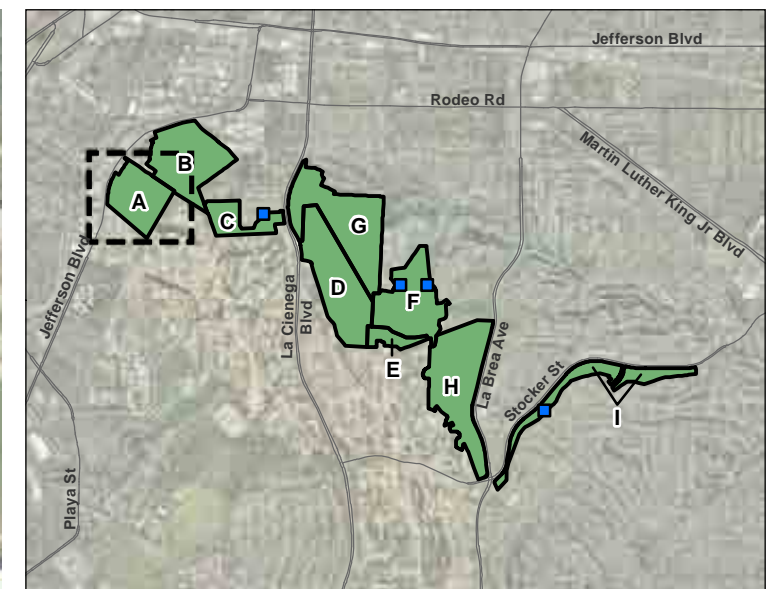 Jefferson Blvd
Rodeo Rd
Martin Luther King Jr Blvd
B
A
C
G
Jefferson Blvd
D
La Cienega
Blvd
F
E
H
La Brea Ave
Stocker St
I
Playa St